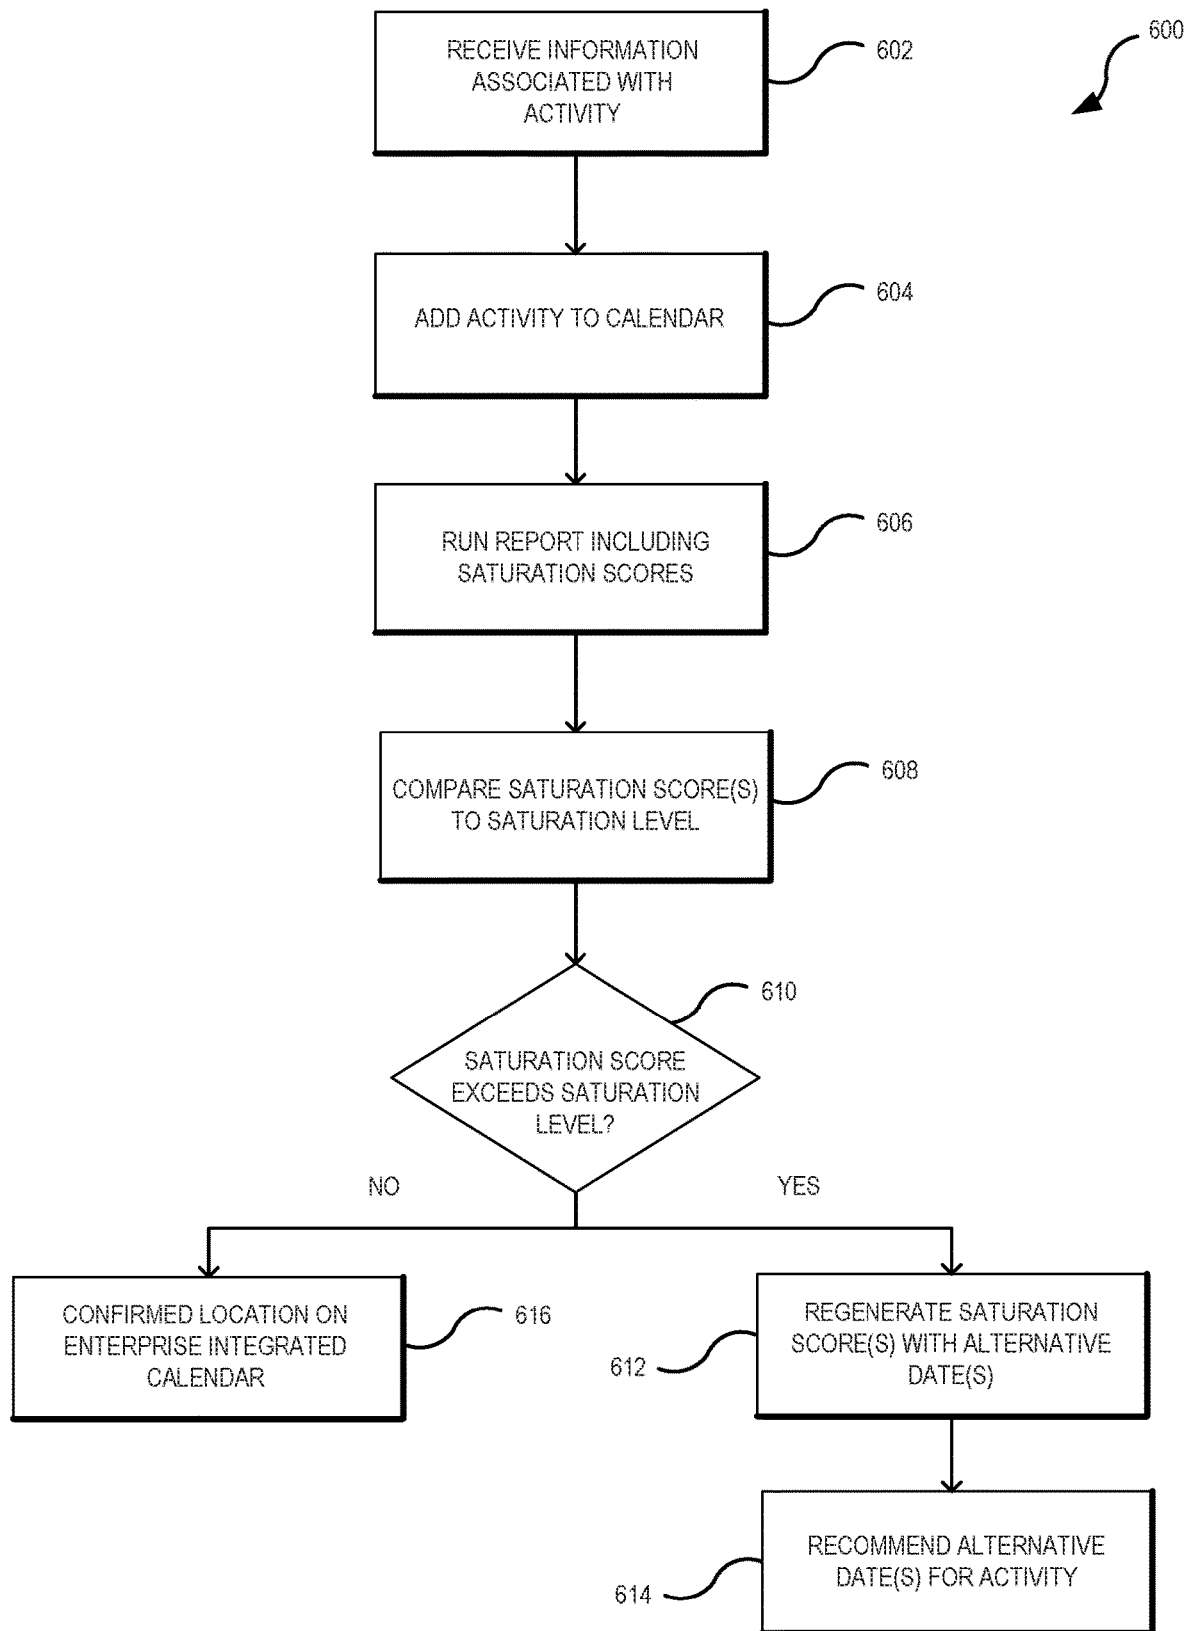 600
RECEIVE INFORMATION
ASSOCIATED WITH
ACTIVITY
602
ADD ACTIVITY TO CALENDAR
604
RUN REPORT INCLUDING
SATURATION SCORES
606
COMPARE SATURATION SCORE(S)
TO SATURATION LEVEL
608
SATURATION SCORE
EXCEEDS SATURATION
LEVEL?
610
NO
YES
CONFIRMED LOCATION ON
ENTERPRISE INTEGRATED
CALENDAR
616
REGENERATE SATURATION
SCORE(S) WITH ALTERNATIVE
DATE(S)
612
RECOMMEND ALTERNATIVE
DATE(S) FOR ACTIVITY
614